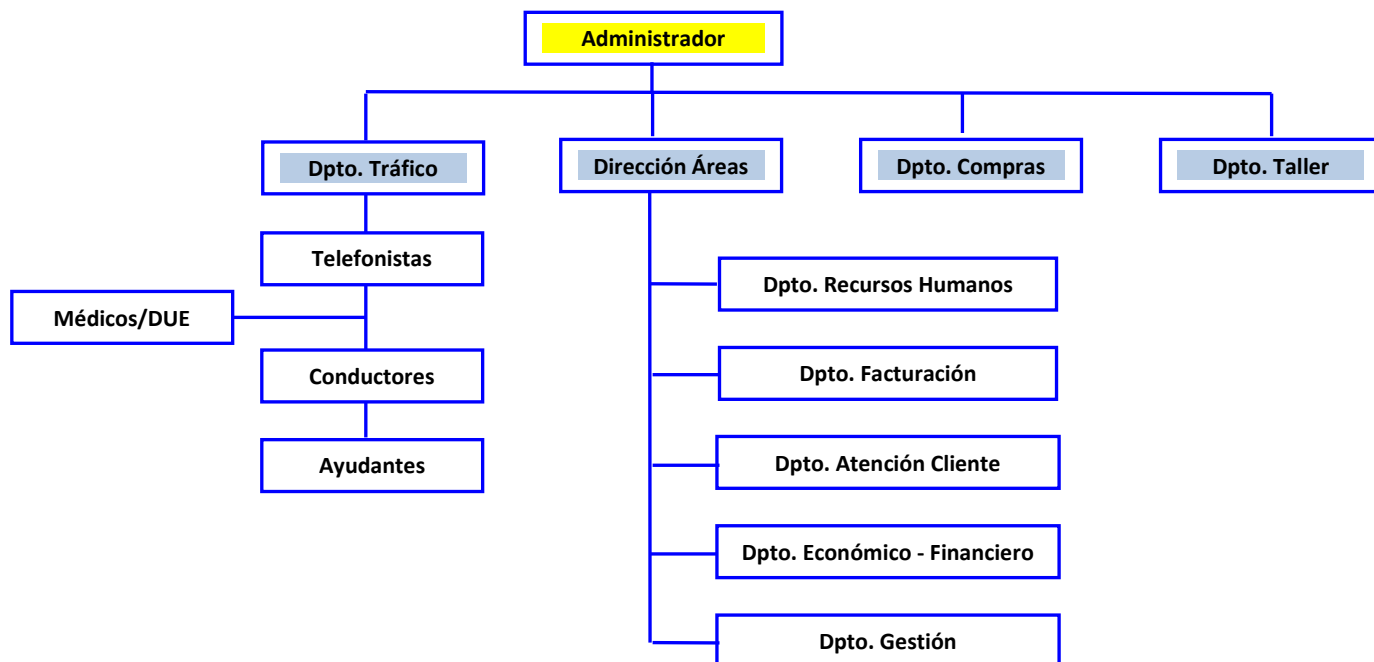 Administrador
Dpto. Tráfico
Dirección Áreas
Dpto. Compras
Dpto. Taller
Telefonistas
Médicos/DUE
Conductores
Ayudantes
Dpto. Recursos Humanos
Dpto. Facturación
Dpto. Atención Cliente
Dpto. Económico - Financiero
Dpto. Gestión